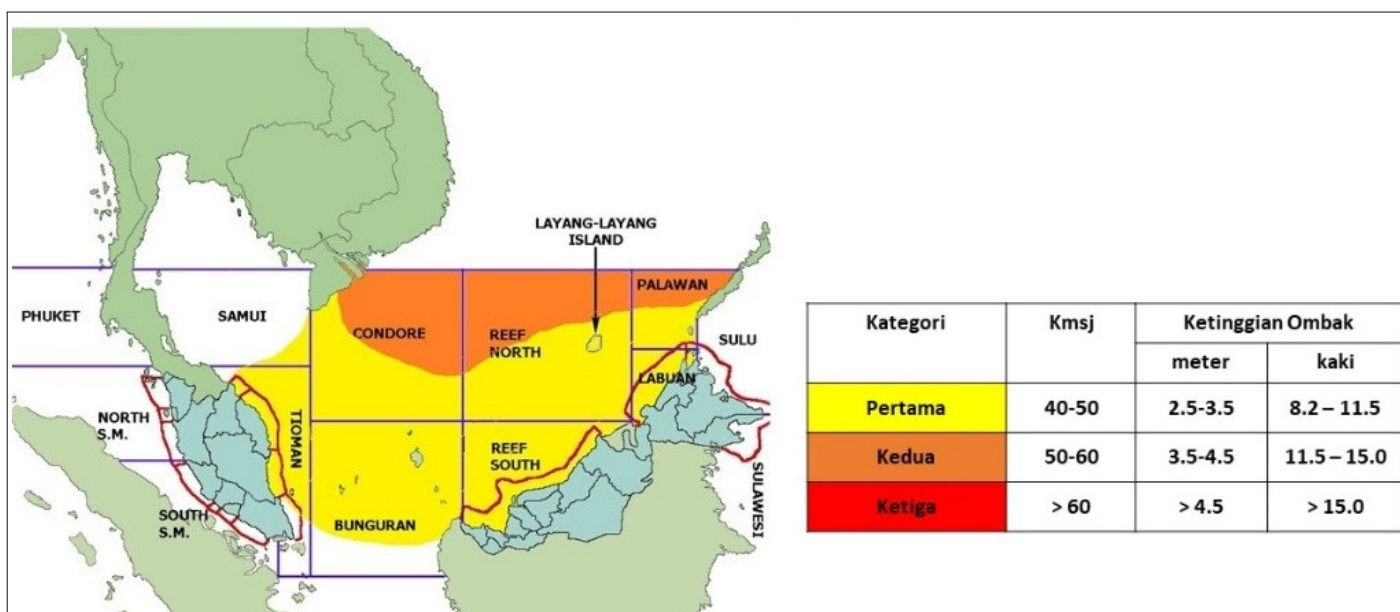 LAYANG-LAYANG
ISLAND
PALAWAN
PHUKET
SAMUI
CONDORE
REEF
NORTH
SULU
LABUAN
NORTH
S.M.
TIOMAN
REEF
SOUTH
SOUTH
S.M.
BUNGURAN
SULAWESI
Kategori Kmsj Ketinggian Ombak
meter kaki
Pertama 40-50 2.5-3.5 8.2 – 11.5
Kedua 50-60 3.5-4.5 11.5 – 15.0
Ketiga > 60 > 4.5 > 15.0